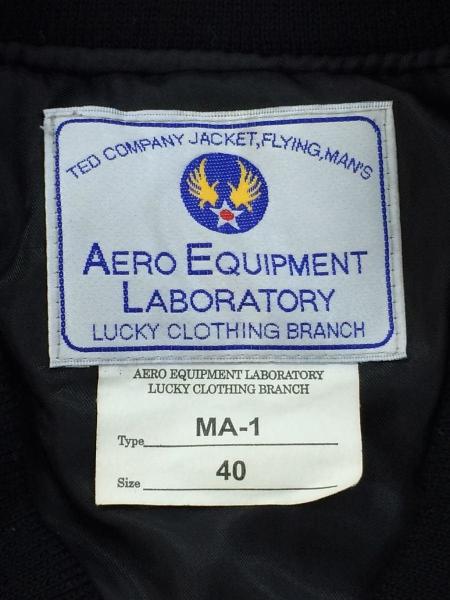 TED COMPANY JACKET,FLYING,MAN'S
AERO EQUIPMENT
LABORATORY
LUCKY CLOTHING BRANCH
AERO EQUIPMENT LABORATORY
LUCKY CLOTHING BRANCH
Type MA-1
Size 40